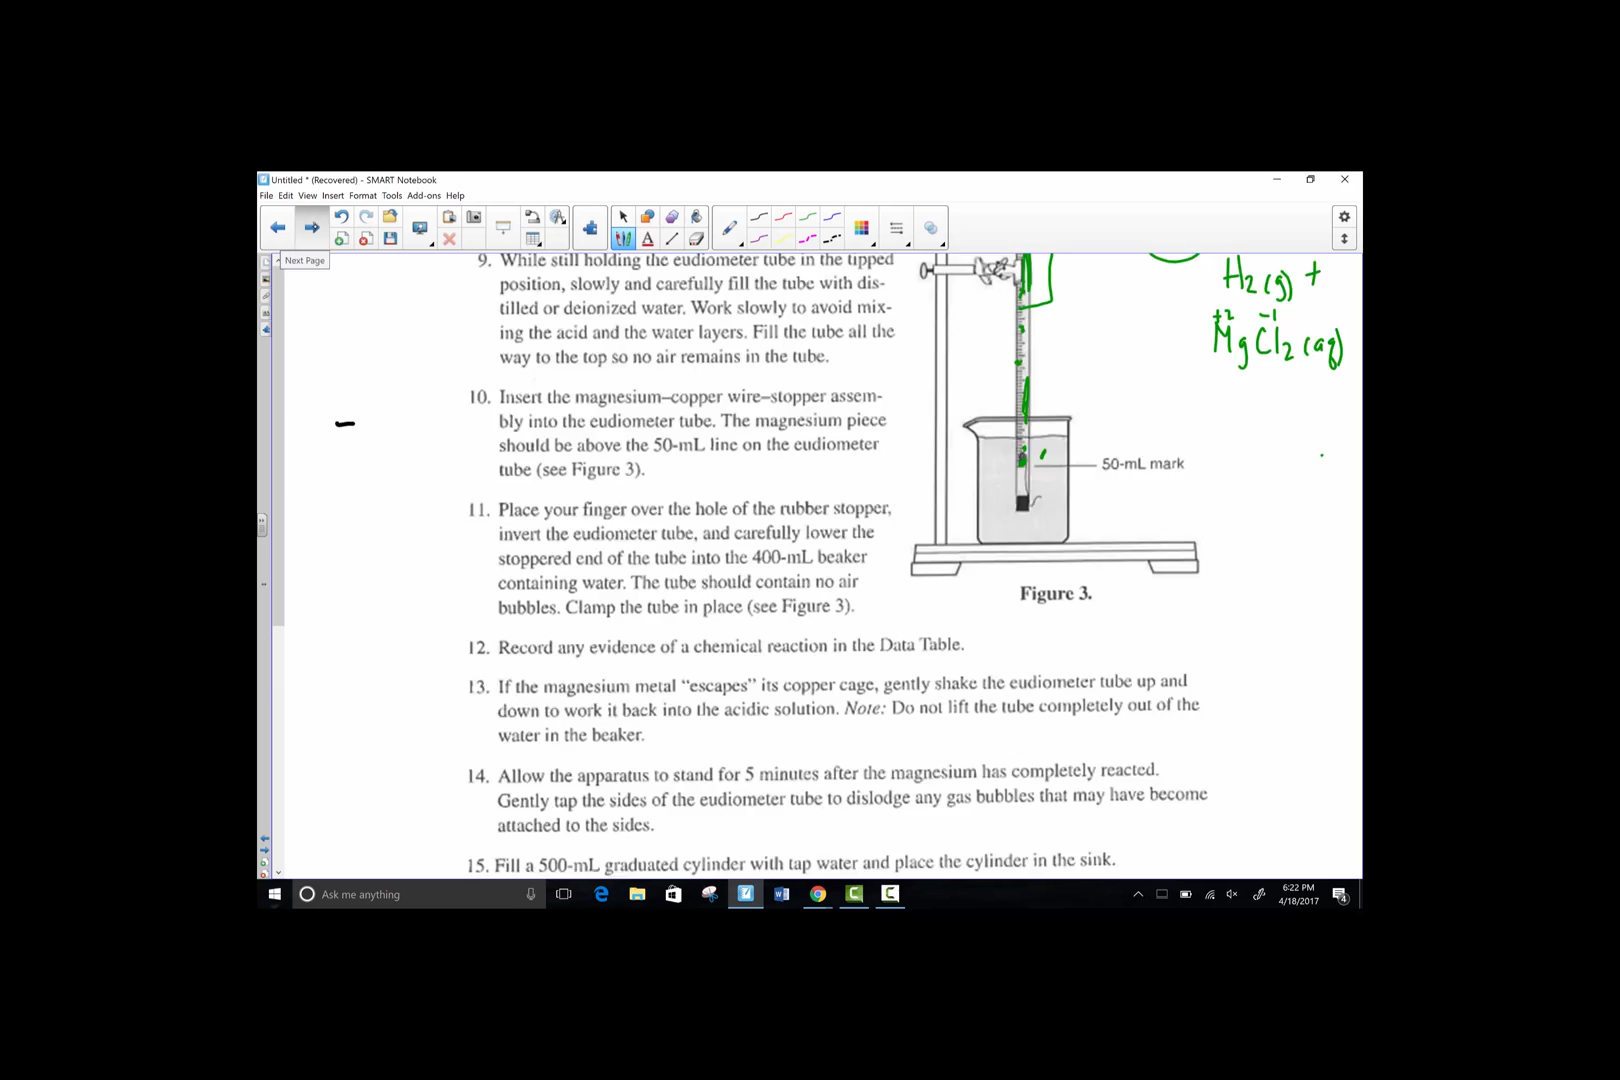 Untitled * (Recovered) - SMART Notebook
File Edit View Insert Format Tools Add-ons Help
Next Page
9. While still holding the eudiometer tube in the tipped
position, slowly and carefully fill the tube with dis-
tilled or deionized water. Work slowly to avoid mix-
ing the acid and the water layers. Fill the tube all the
way to the top so no air remains in the tube.
10. Insert the magnesium–copper wire–stopper assem-
bly into the eudiometer tube. The magnesium piece
should be above the 50-mL line on the eudiometer
tube (see Figure 3).
11. Place your finger over the hole of the rubber stopper,
invert the eudiometer tube, and carefully lower the
stoppered end of the tube into the 400-mL beaker
containing water. The tube should contain no air
bubbles. Clamp the tube in place (see Figure 3).
H2(g) +
+2 -1
MgCl2(aq)
50-mL mark
Figure 3.
12. Record any evidence of a chemical reaction in the Data Table.
13. If the magnesium metal “escapes” its copper cage, gently shake the eudiometer tube up and
down to work it back into the acidic solution. Note: Do not lift the tube completely out of the
water in the beaker.
14. Allow the apparatus to stand for 5 minutes after the magnesium has completely reacted.
Gently tap the sides of the eudiometer tube to dislodge any gas bubbles that may have become
attached to the sides.
15. Fill a 500-mL graduated cylinder with tap water and place the cylinder in the sink.
Ask me anything
6:22 PM
4/18/2017
4